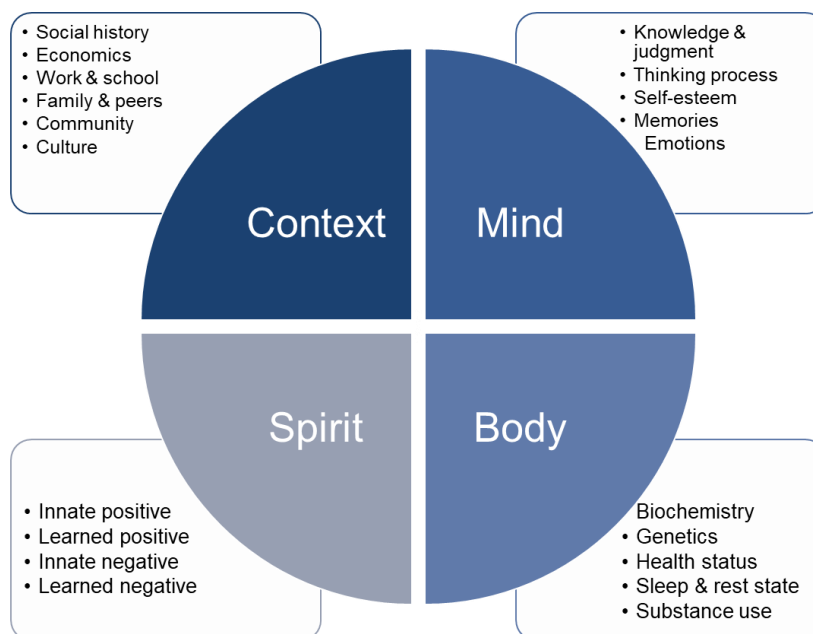 • Social history
• Economics
• Work & school
• Family & peers
• Community
• Culture
• Knowledge &
judgment
• Thinking process
• Self-esteem
• Memories
Emotions
Context
Mind
Spirit
Body
• Innate positive
• Learned positive
• Innate negative
• Learned negative
Biochemistry
• Genetics
• Health status
• Sleep & rest state
• Substance use